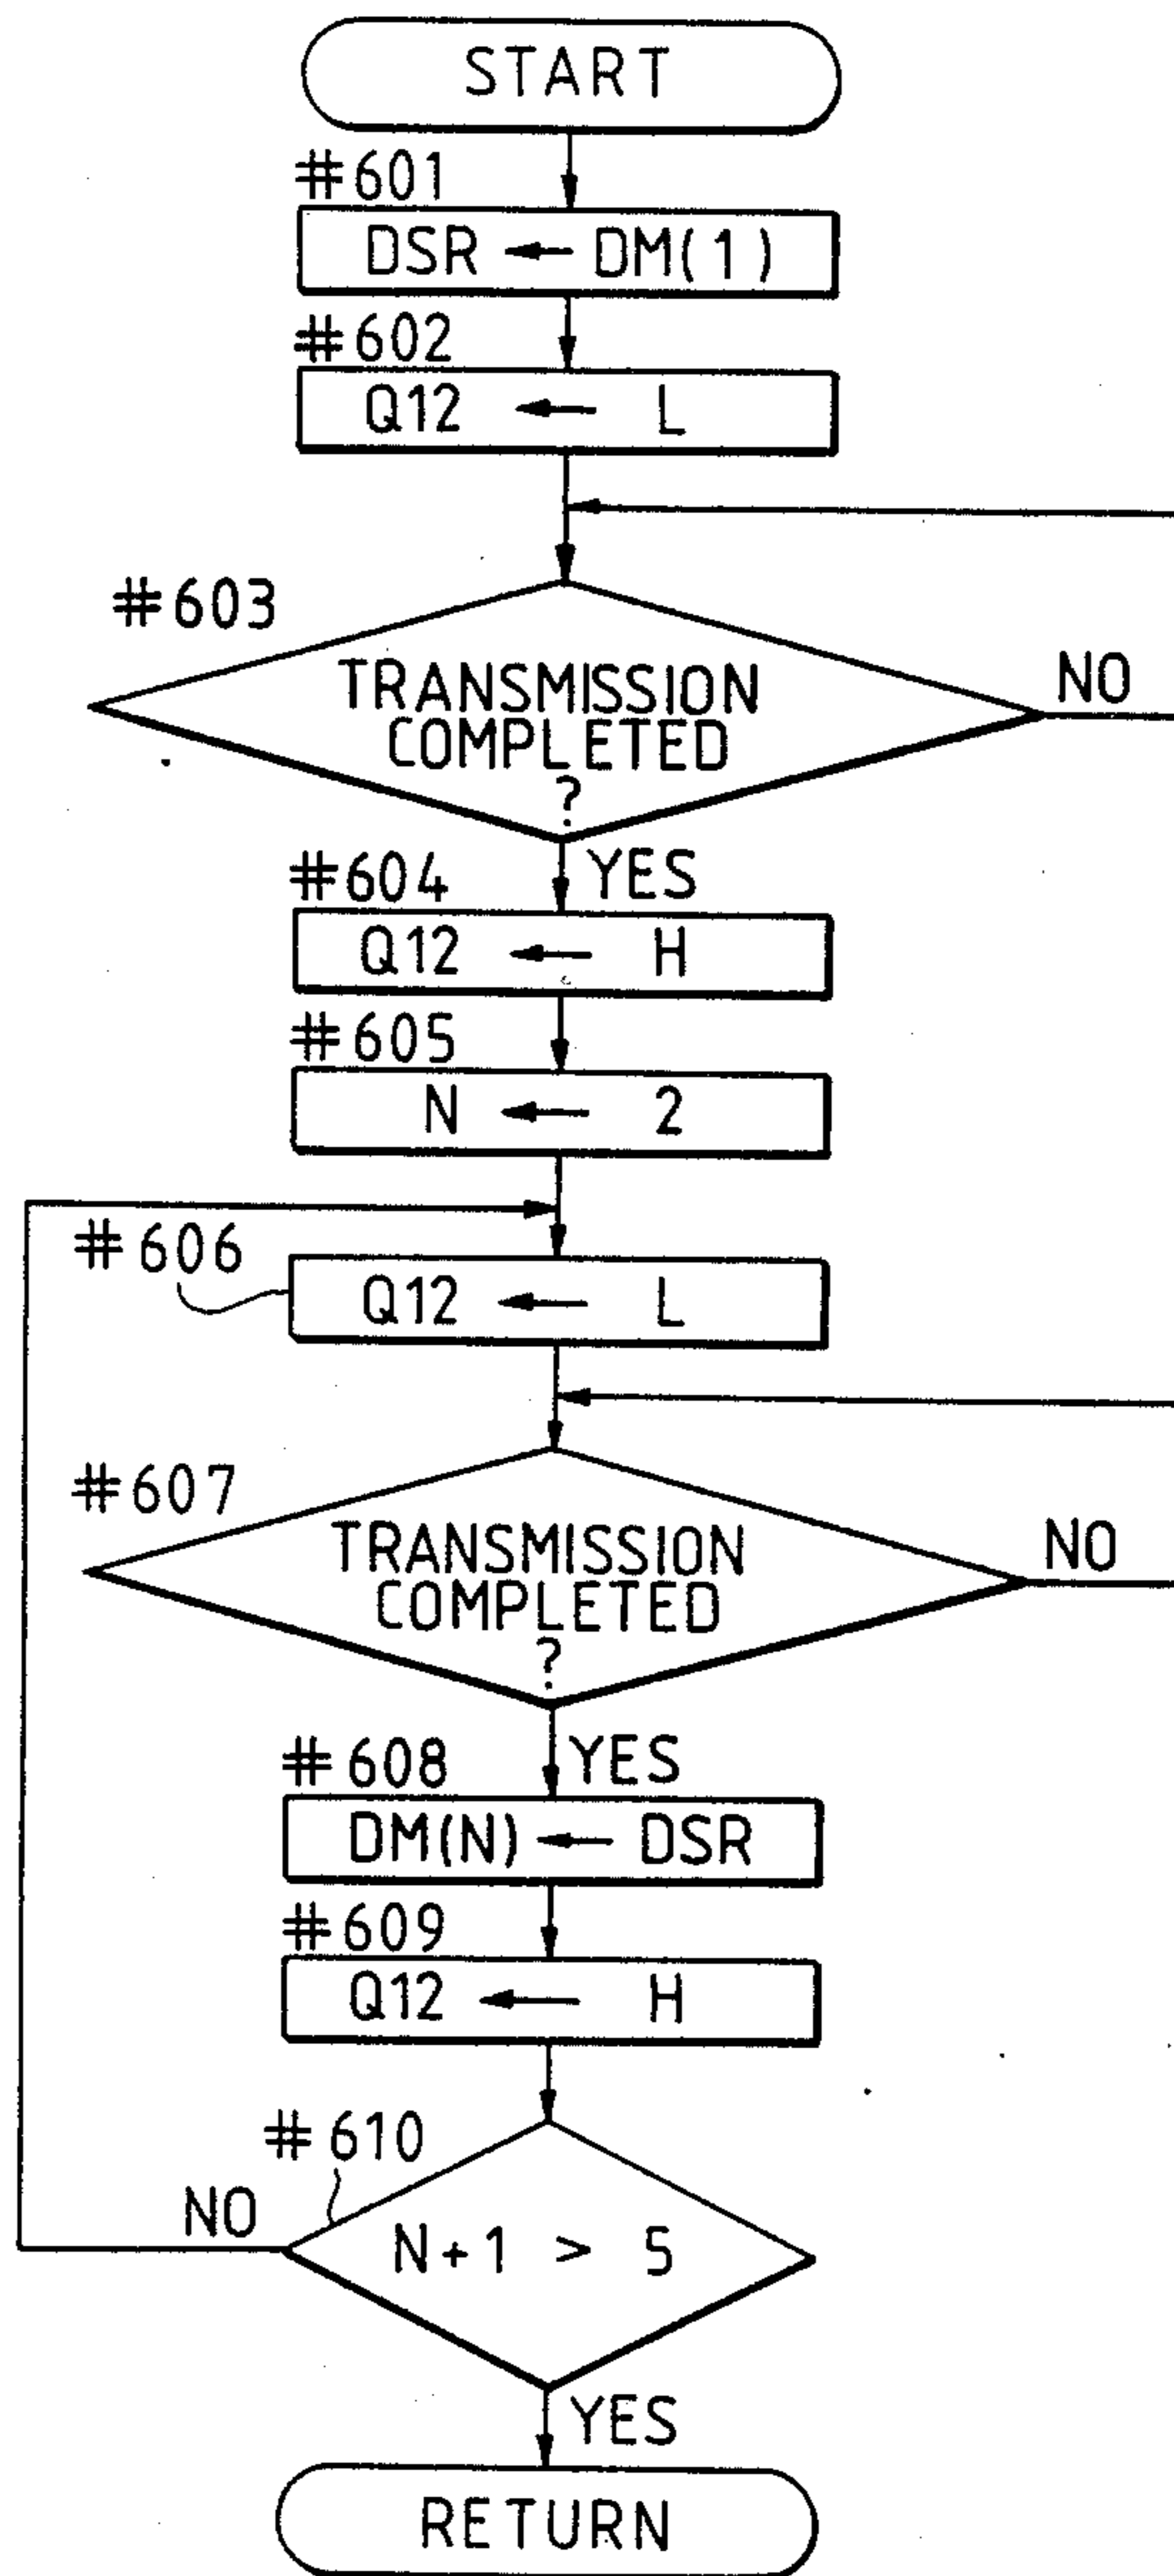 START
#601
DSR ← DM(1)
#602
Q12 ← L
#603
TRANSMISSION
COMPLETED
?
NO
YES
#604
Q12 ← H
#605
N ← 2
#606
Q12 ← L
#607
TRANSMISSION
COMPLETED
?
NO
YES
#608
DM(N) ← DSR
#609
Q12 ← H
#610
NO
N+1 > 5
YES
RETURN